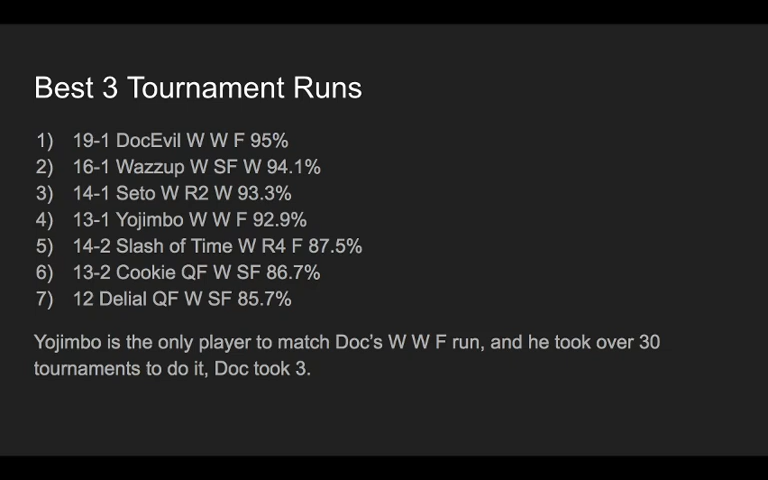 Best 3 Tournament Runs
1) 19-1 DocEvil W W F 95%
2) 16-1 Wazzup W SF W 94.1%
3) 14-1 Seto W R2 W 93.3%
4) 13-1 Yojimbo W W F 92.9%
5) 14-2 Slash of Time W R4 F 87.5%
6) 13-2 Cookie QF W SF 86.7%
7) 12 Delial QF W SF 85.7%
Yojimbo is the only player to match Doc's W W F run, and he took over 30
tournaments to do it, Doc took 3.